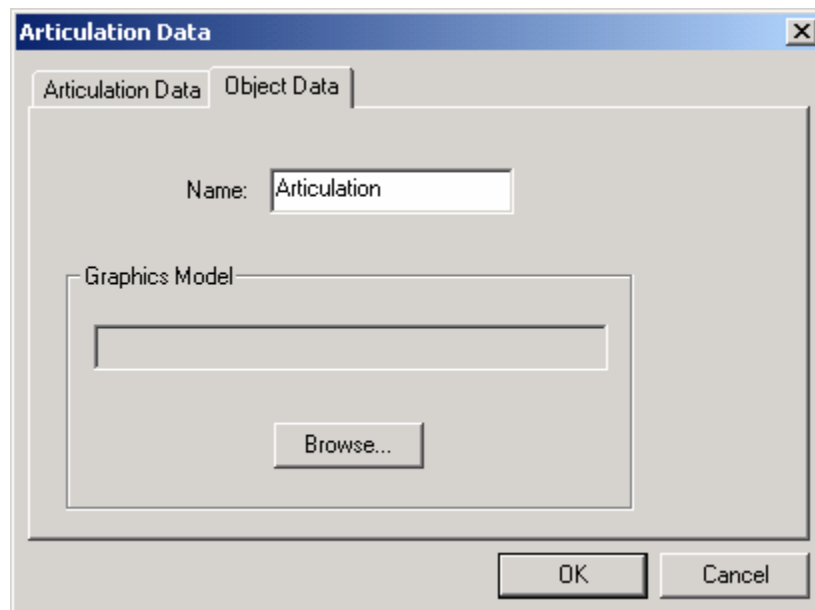 Articulation Data
Articulation Data Object Data
Name: Articulation
Graphics Model
Browse...
OK Cancel